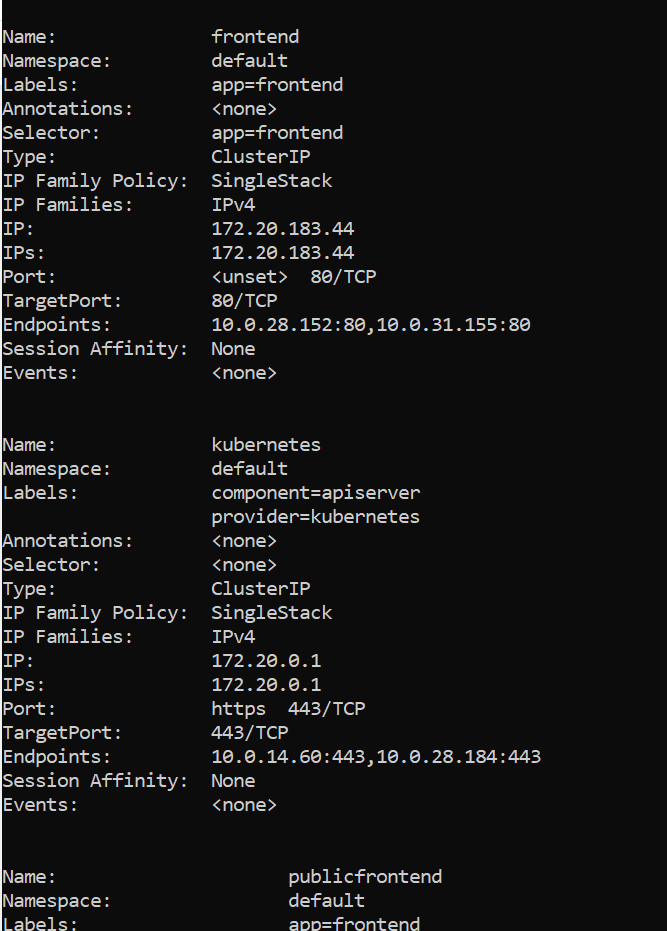 Name: frontend
Namespace: default
Labels: app=frontend
Annotations: <none>
Selector: app=frontend
Type: ClusterIP
IP Family Policy: SingleStack
IP Families: IPv4
IP: 172.20.183.44
IPs: 172.20.183.44
Port: <unset> 80/TCP
TargetPort: 80/TCP
Endpoints: 10.0.28.152:80,10.0.31.155:80
Session Affinity: None
Events: <none>
Name: kubernetes
Namespace: default
Labels: component=apiserver
provider=kubernetes
Annotations: <none>
Selector: <none>
Type: ClusterIP
IP Family Policy: SingleStack
IP Families: IPv4
IP: 172.20.0.1
IPs: 172.20.0.1
Port: https 443/TCP
TargetPort: 443/TCP
Endpoints: 10.0.14.60:443,10.0.28.184:443
Session Affinity: None
Events: <none>
Name: publicfrontend
Namespace: default
Labels: app=frontend